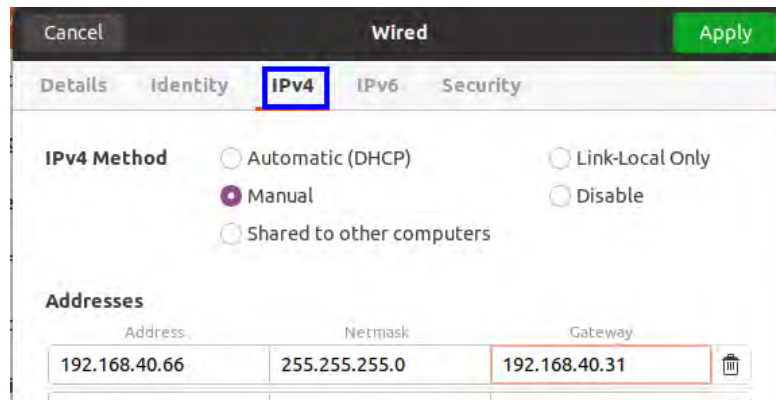 Cancel Wired Apply
Details Identity IPv4 IPv6 Security
IPv4 Method Automatic (DHCP) Link-Local Only
Manual Disable
Shared to other computers
Addresses
Address Netmask Gateway
192.168.40.66 255.255.255.0 192.168.40.31